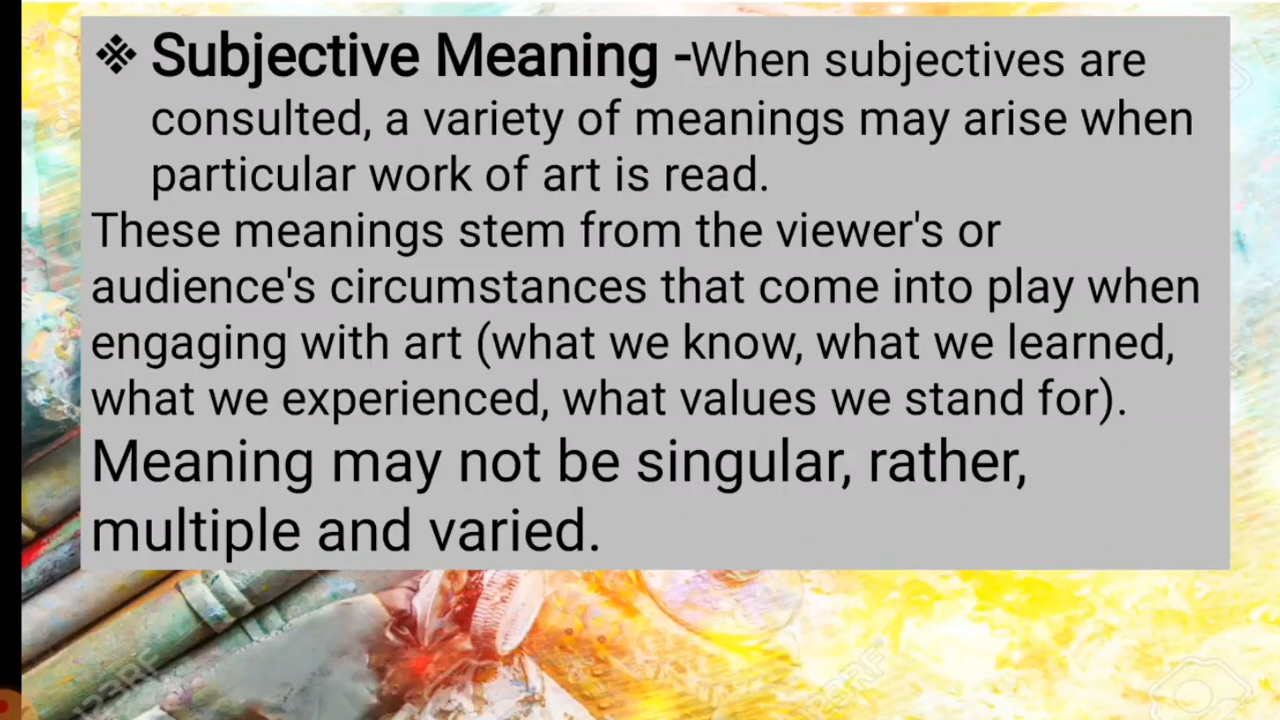 ❖ Subjective Meaning -When subjectives are
consulted, a variety of meanings may arise when
particular work of art is read.
These meanings stem from the viewer's or
audience's circumstances that come into play when
engaging with art (what we know, what we learned,
what we experienced, what values we stand for).
Meaning may not be singular, rather,
multiple and varied.
123RF
123RF